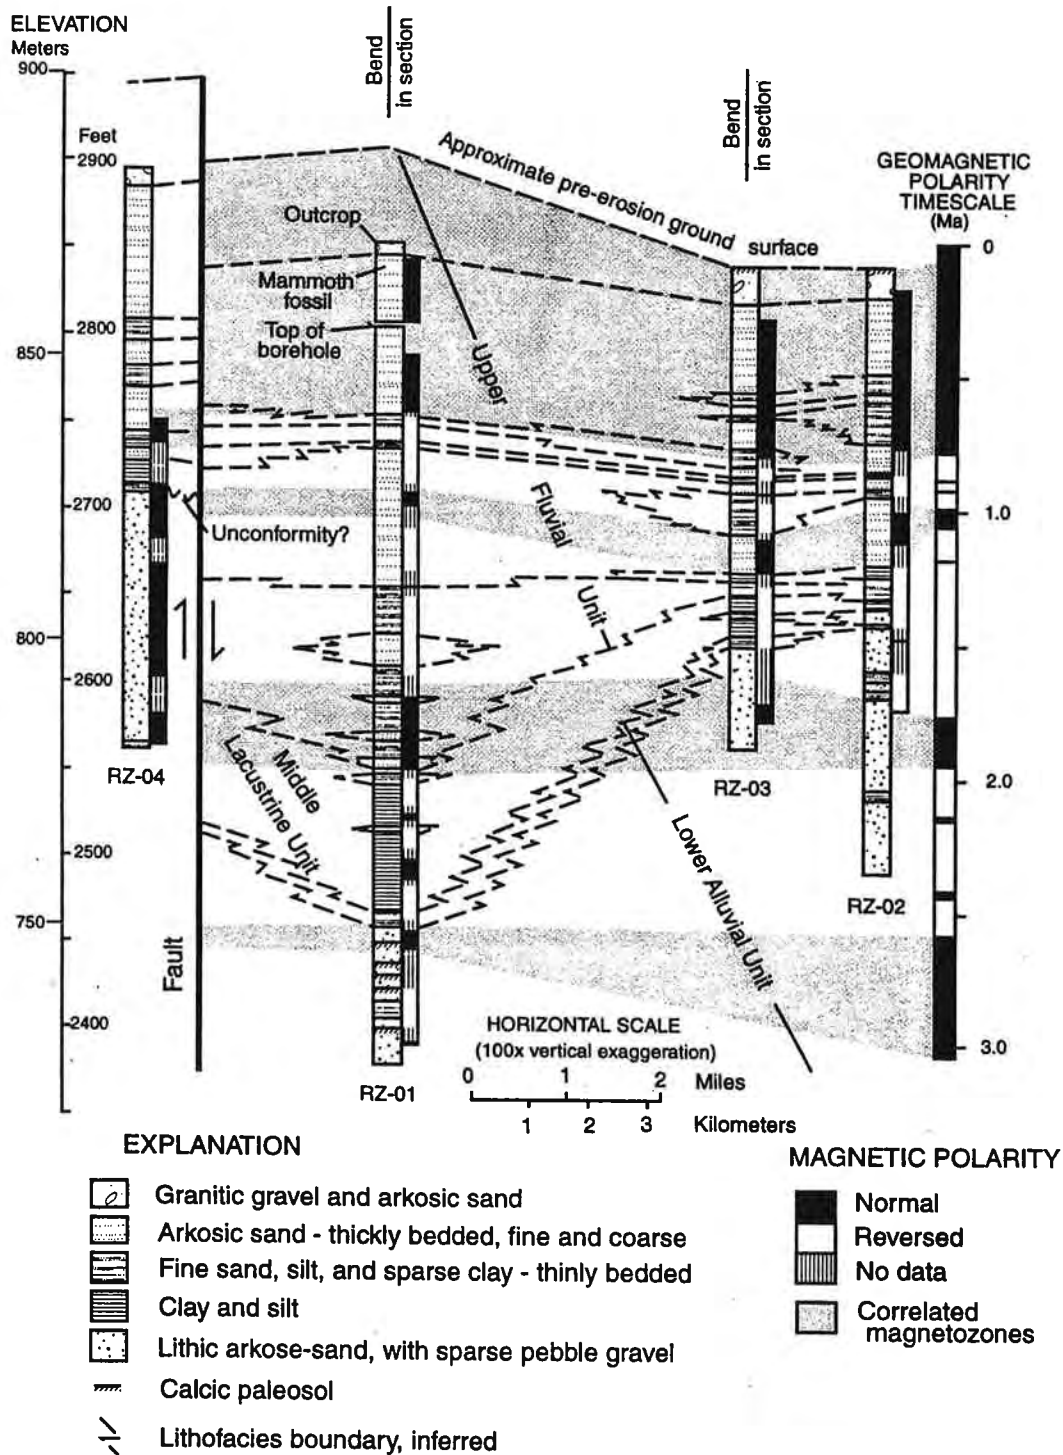 ELEVATION
Meters
900
850
800
750
Feet
2900
2800
2700
2600
2500
2400
Bend
in section
Bend
in section
Approximate pre-erosion ground surface
GEOMAGNETIC
POLARITY
TIMESCALE
(Ma)
0
1.0
2.0
3.0
Outcrop
Mammoth
fossil
Top of
borehole
Upper
Fluvial
Unit
Unconformity?
Middle
Lacustrine Unit
Lower Alluvial Unit
Fault
RZ-04
RZ-01
RZ-03
RZ-02
HORIZONTAL SCALE
(100x vertical exaggeration)
0 1 2 Miles
1 2 3 Kilometers
EXPLANATION
Granitic gravel and arkosic sand
Arkosic sand - thickly bedded, fine and coarse
Fine sand, silt, and sparse clay - thinly bedded
Clay and silt
Lithic arkose-sand, with sparse pebble gravel
Calcic paleosol
Lithofacies boundary, inferred
MAGNETIC POLARITY
Normal
Reversed
No data
Correlated
magnetozones